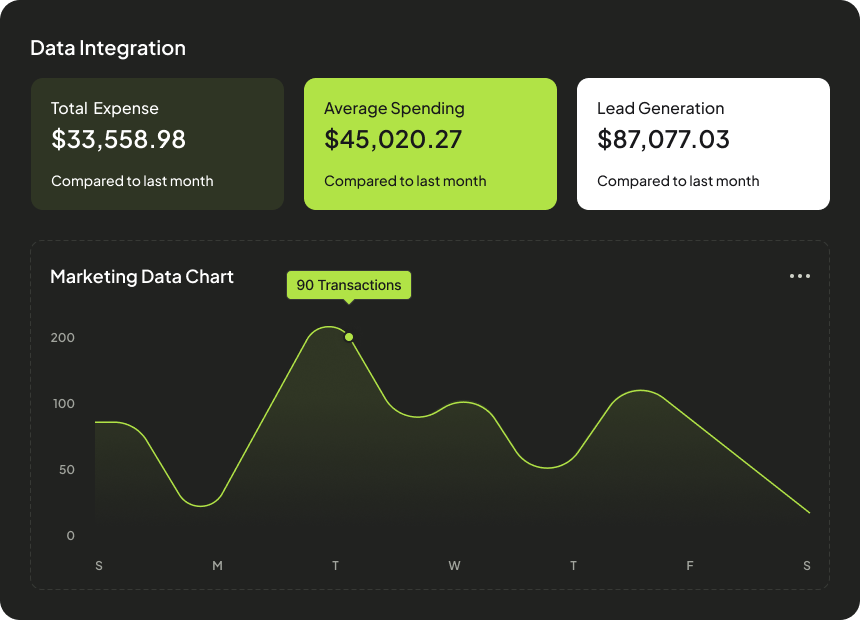 Data Integration
Total Expense
$33,558.98
Compared to last month
Average Spending
$45,020.27
Compared to last month
Lead Generation
$87,077.03
Compared to last month
Marketing Data Chart
90 Transactions
200
100
50
0
S M T W T F S